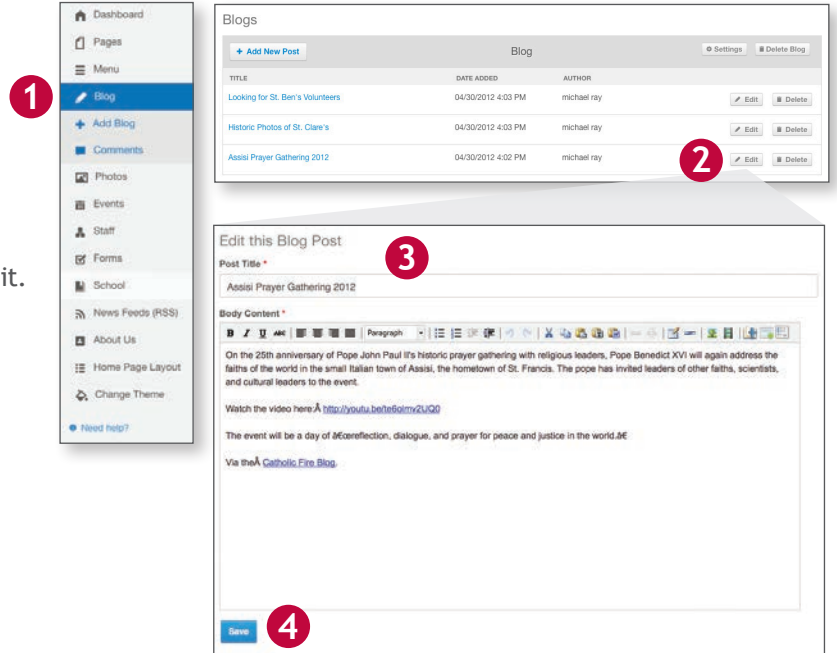 it.
1
Dashboard
Pages
Menu
Blog
Add Blog
Comments
Photos
Events
Staff
Forms
School
News Feeds (RSS)
About Us
Home Page Layout
Change Theme
Need help?
Blogs
+ Add New Post
Blog
Settings
Delete Blog
TITLE DATE ADDED AUTHOR
Looking for St. Ben's Volunteers 04/30/2012 4:03 PM michael ray Edit Delete
Historic Photos of St. Clare's 04/30/2012 4:03 PM michael ray Edit Delete
Assisi Prayer Gathering 2012 04/30/2012 4:02 PM michael ray 2 Edit Delete
Edit this Blog Post
3
Post Title *
Assisi Prayer Gathering 2012
Body Content *
B I U ABC Paragraph
On the 25th anniversary of Pope John Paul II's historic prayer gathering with religious leaders, Pope Benedict XVI will again address the
faiths of the world in the small Italian town of Assisi, the hometown of St. Francis. The pope has invited leaders of other faiths, scientists,
and cultural leaders to the event.
Watch the video here:Â
The event will be a day of â€œreflection, dialogue, and prayer for peace and justice in the world.â€
Via theÂ Catholic Fire Blog.
Save
4